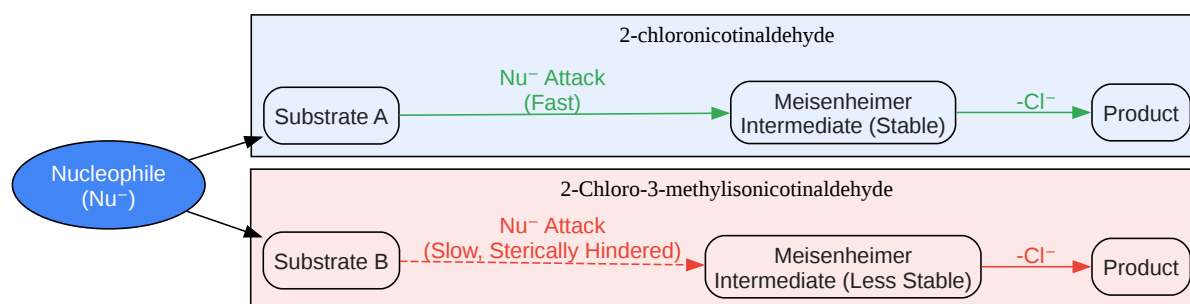 2-chloronicotinaldehyde
Nu⁻ Attack
(Fast)
Substrate A
Meisenheimer
Intermediate (Stable)
-Cl⁻
Product
Nucleophile
(Nu⁻)
2-Chloro-3-methylisonicotinaldehyde
Nu⁻ Attack
(Slow, Sterically Hindered)
Substrate B
Meisenheimer
Intermediate (Less Stable)
-Cl⁻
Product